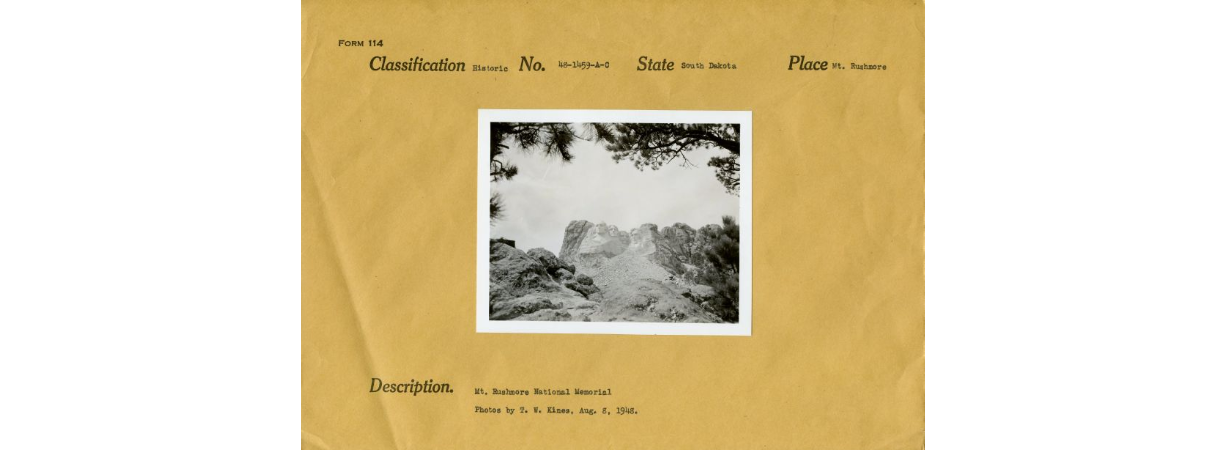 Form 114
Classification Historic No. 48-1459-A-C State South Dakota Place Mt. Rushmore
Description. Mt. Rushmore National Memorial
Photos by T. W. Kines, Aug. 8, 1948.